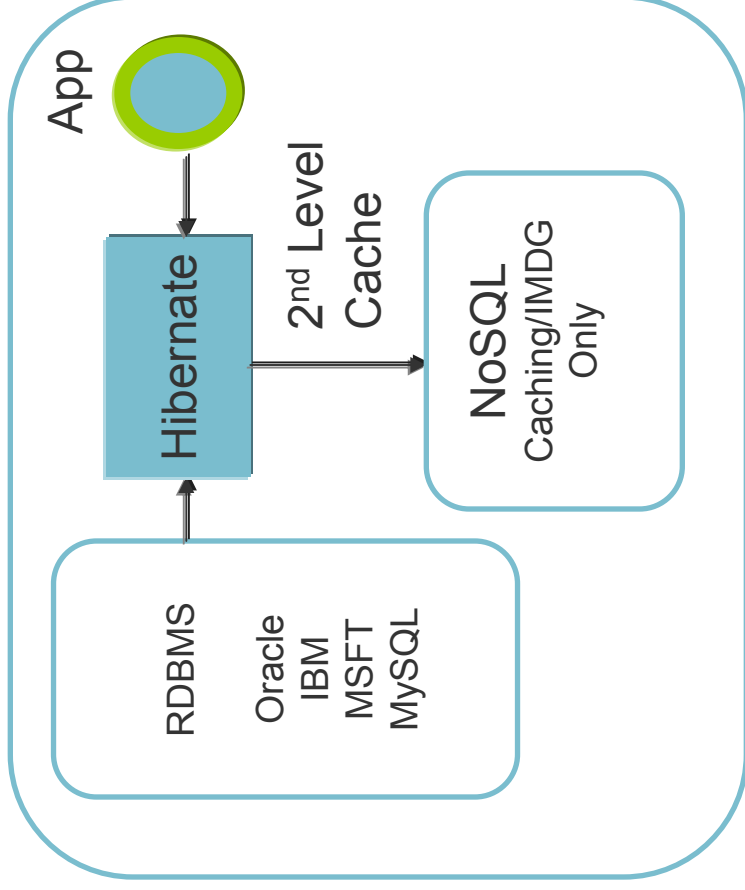 App
Hibernate
2nd Level
Cache
NoSQL
Caching/IMDG
Only
RDBMS
Oracle
IBM
MSFT
MySQL